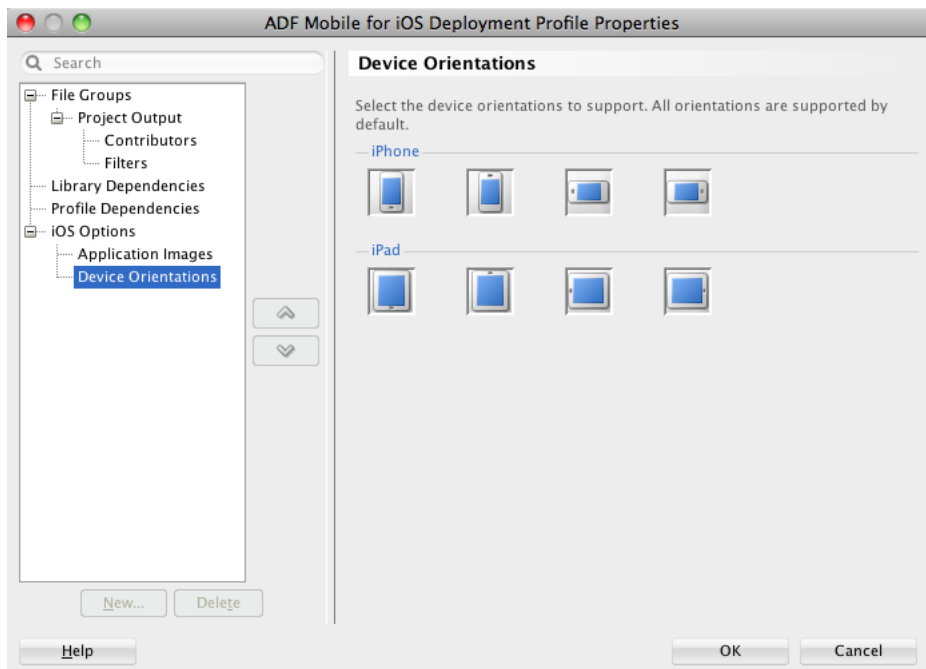 ADF Mobile for iOS Deployment Profile Properties
Search
File Groups
Project Output
Contributors
Filters
Library Dependencies
Profile Dependencies
iOS Options
Application Images
Device Orientations
New...
Delete
Device Orientations
Select the device orientations to support. All orientations are supported by
default.
iPhone
iPad
Help
OK
Cancel